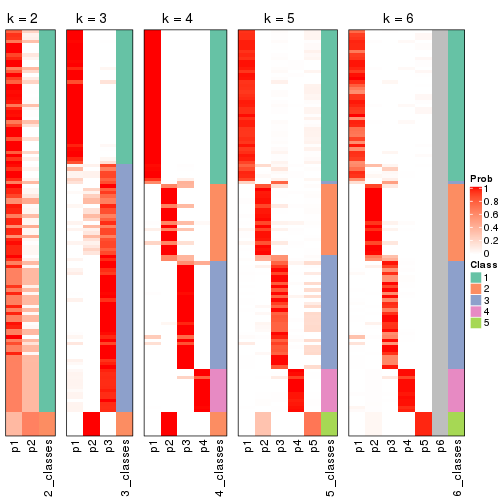 k = 2 k = 3 k = 4 k = 5 k = 6
Prob
1
0.8
0.6
0.4
0.2
0
Class
1
2
3
4
5
p1 p2 2_classes p1 p2 p3 3_classes p1 p2 p3 p4 4_classes p1 p2 p3 p4 p5 5_classes p1 p2 p3 p4 p5 p6 6_classes